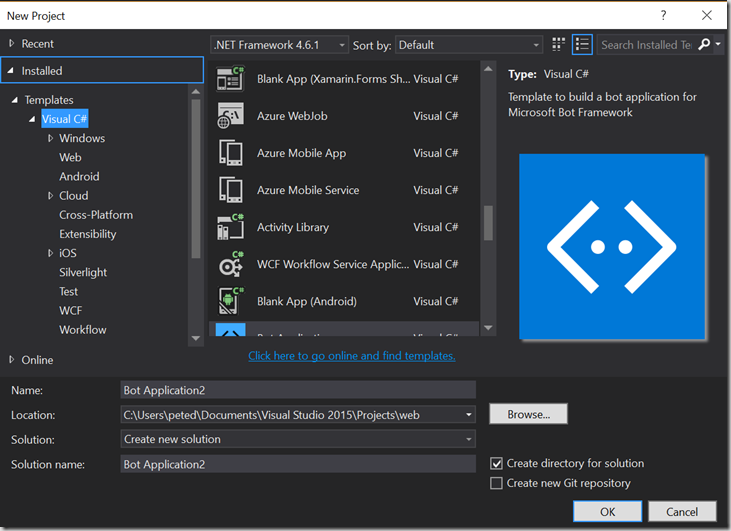 New Project
?
Recent
.NET Framework 4.6.1
Sort by:
Default
Search Installed Te
Installed
Templates
Visual C#
Windows
Web
Android
Cloud
Cross-Platform
Extensibility
iOS
Silverlight
Test
WCF
Workflow
Online
Blank App (Xamarin.Forms Sh... Visual C#
Azure WebJob Visual C#
Azure Mobile App Visual C#
Azure Mobile Service Visual C#
Activity Library Visual C#
WCF Workflow Service Applic... Visual C#
Blank App (Android) Visual C#
Bot Application Visual C#
Click here to go online and find templates.
Type: Visual C#
Template to build a bot application for
Microsoft Bot Framework
Name: Bot Application2
Location: C:\Users\peted\Documents\Visual Studio 2015\Projects\web
Browse...
Solution: Create new solution
Solution name: Bot Application2
Create directory for solution
Create new Git repository
OK
Cancel